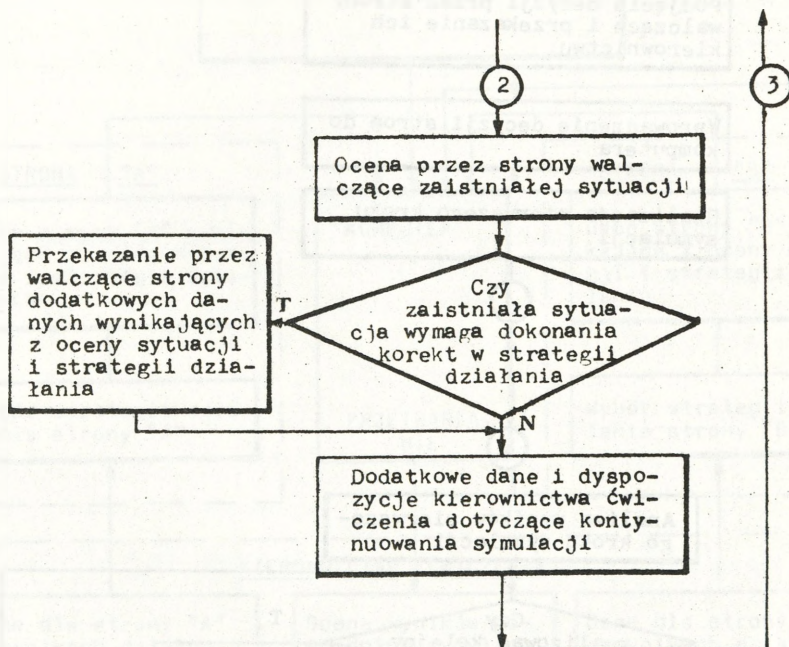 2
3
Ocena przez strony wal-
czące zaistniałej sytuacji
Przekazanie przez
walczące strony
dodatkowych da-
nych wynikających
z oceny sytuacji
i strategii dzia-
łania
T
Czy
zaistniała sytua-
cja wymaga dokonania
korekt w strategii
działania
N
Dodatkowe dane i dyspo-
zycje kierownictwa ćwi-
czenia dotyczące konty-
nuowania symulacji